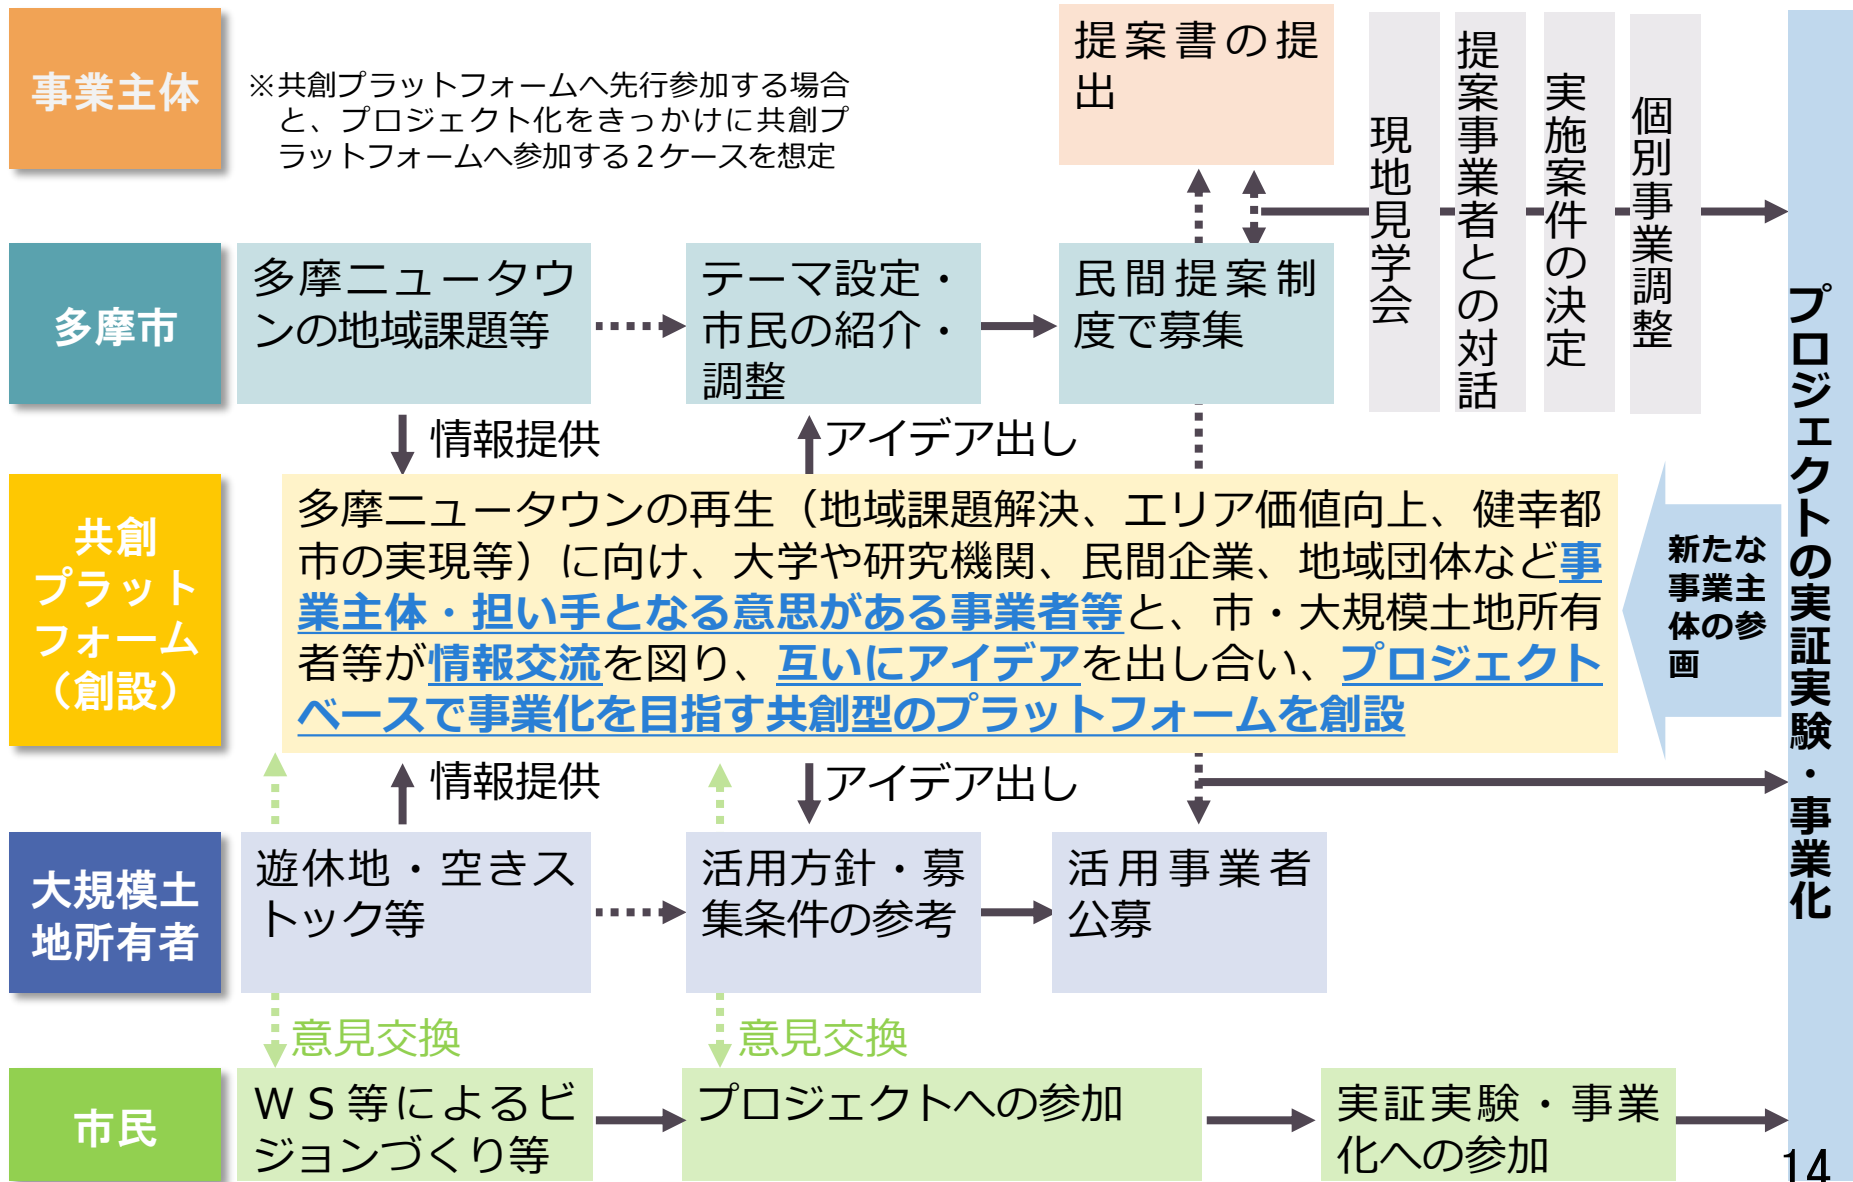 事業主体
※共創プラットフォームへ先行参加する場合
と、プロジェクト化をきっかけに共創プ
ラットフォームへ参加する２ケースを想定
提案書の提
出
現地見学会
提案事業者との対話
実施案件の決定
個別事業調整
プロジェクトの実証実験・事業化
多摩市
多摩ニュータウ
ンの地域課題等
テーマ設定・
市民の紹介・
調整
民間提案制
度で募集
情報提供
アイデア出し
共創
プラット
フォーム
（創設）
多摩ニュータウンの再生（地域課題解決、エリア価値向上、健幸都
市の実現等）に向け、大学や研究機関、民間企業、地域団体など事
業主体・担い手となる意思がある事業者等と、市・大規模土地所有
者等が情報交流を図り、互いにアイデアを出し合い、プロジェクト
ベースで事業化を目指す共創型のプラットフォームを創設
新たな
事業主
体の参
画
情報提供
アイデア出し
大規模土
地所有者
遊休地・空きス
トック等
活用方針・募
集条件の参考
活用事業者
公募
意見交換
意見交換
市民
ＷＳ等によるビ
ジョンづくり等
プロジェクトへの参加
実証実験・事業
化への参加
14